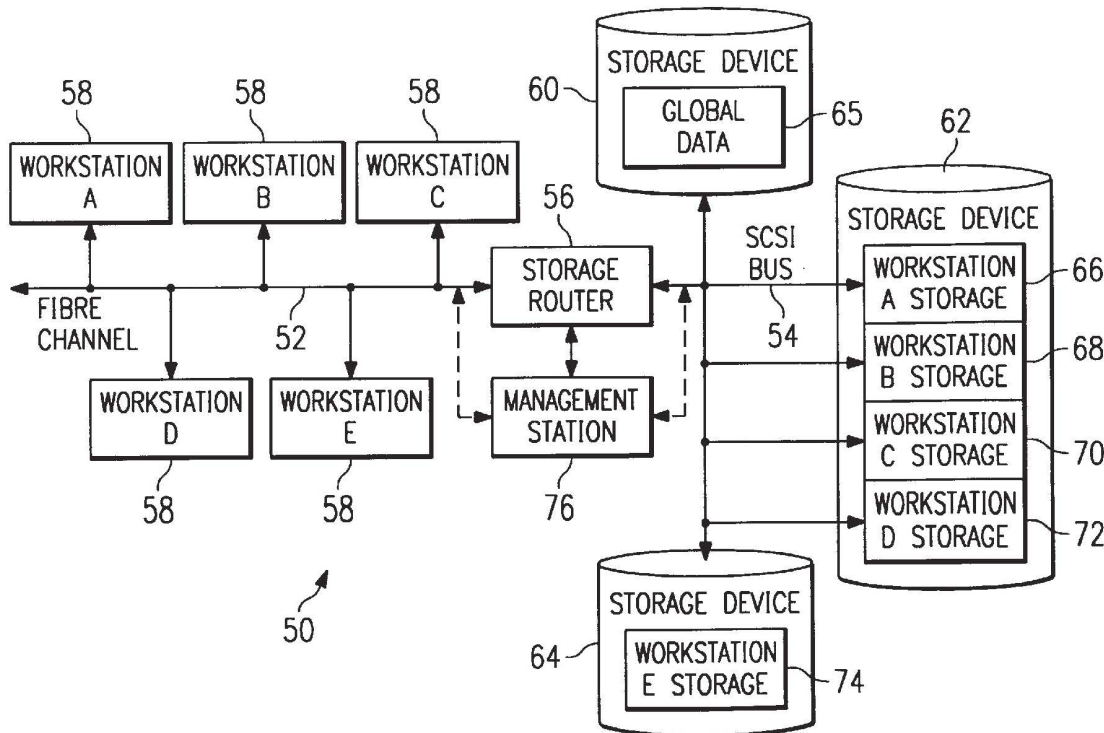 STORAGE DEVICE
60
GLOBAL
DATA
65
58
58
58
WORKSTATION
A
WORKSTATION
B
WORKSTATION
C
56
STORAGE
ROUTER
SCSI
BUS
54
62
STORAGE DEVICE
WORKSTATION
A STORAGE
66
WORKSTATION
B STORAGE
68
WORKSTATION
C STORAGE
70
WORKSTATION
D STORAGE
72
FIBRE
CHANNEL
52
WORKSTATION
D
WORKSTATION
E
MANAGEMENT
STATION
58
58
76
50
STORAGE DEVICE
64
WORKSTATION
E STORAGE
74